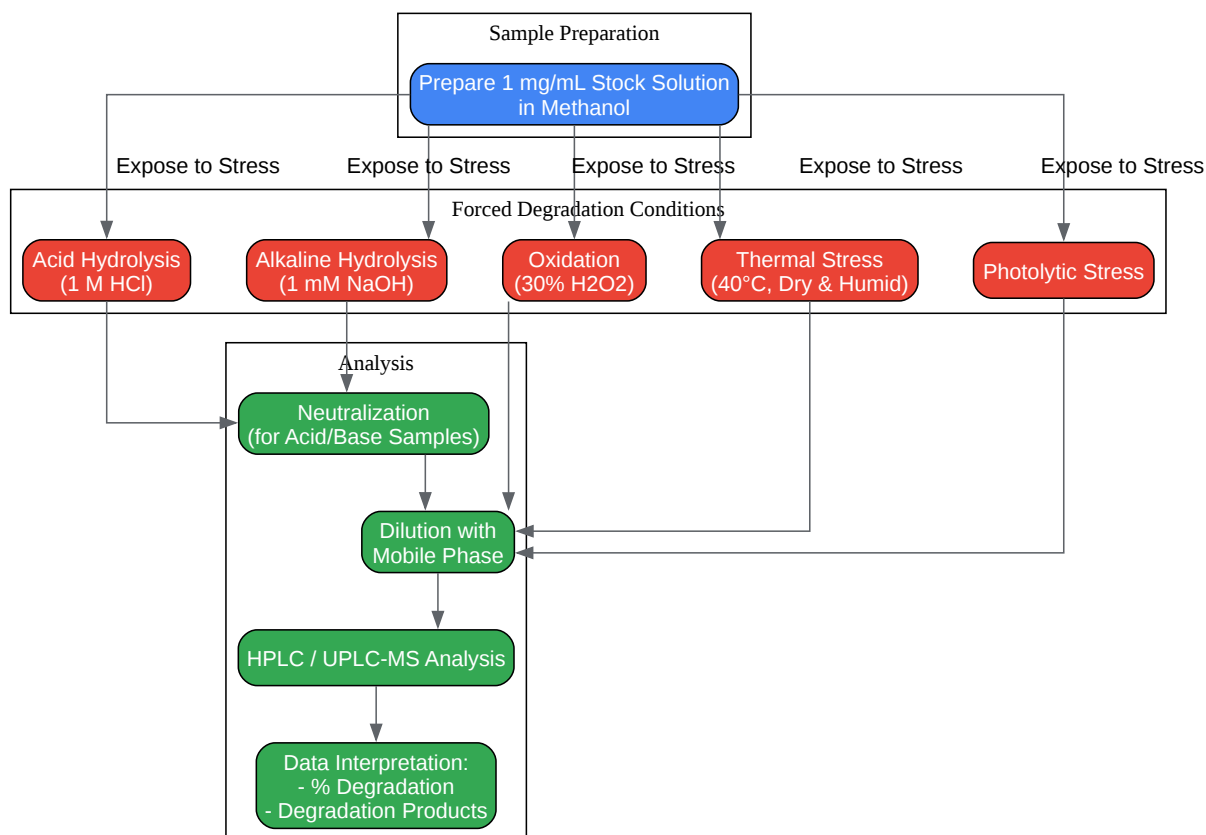 Sample Preparation
Prepare 1 mg/mL Stock Solution
in Methanol
Expose to Stress
Expose to Stress
Expose to Stress
Expose to Stress
Expose to Stress
Forced Degradation Conditions
Acid Hydrolysis
(1 M HCl)
Alkaline Hydrolysis
(1 mM NaOH)
Oxidation
(30% H2O2)
Thermal Stress
(40°C, Dry & Humid)
Photolytic Stress
Analysis
Neutralization
(for Acid/Base Samples)
Dilution with
Mobile Phase
HPLC / UPLC-MS Analysis
Data Interpretation:
- % Degradation
- Degradation Products